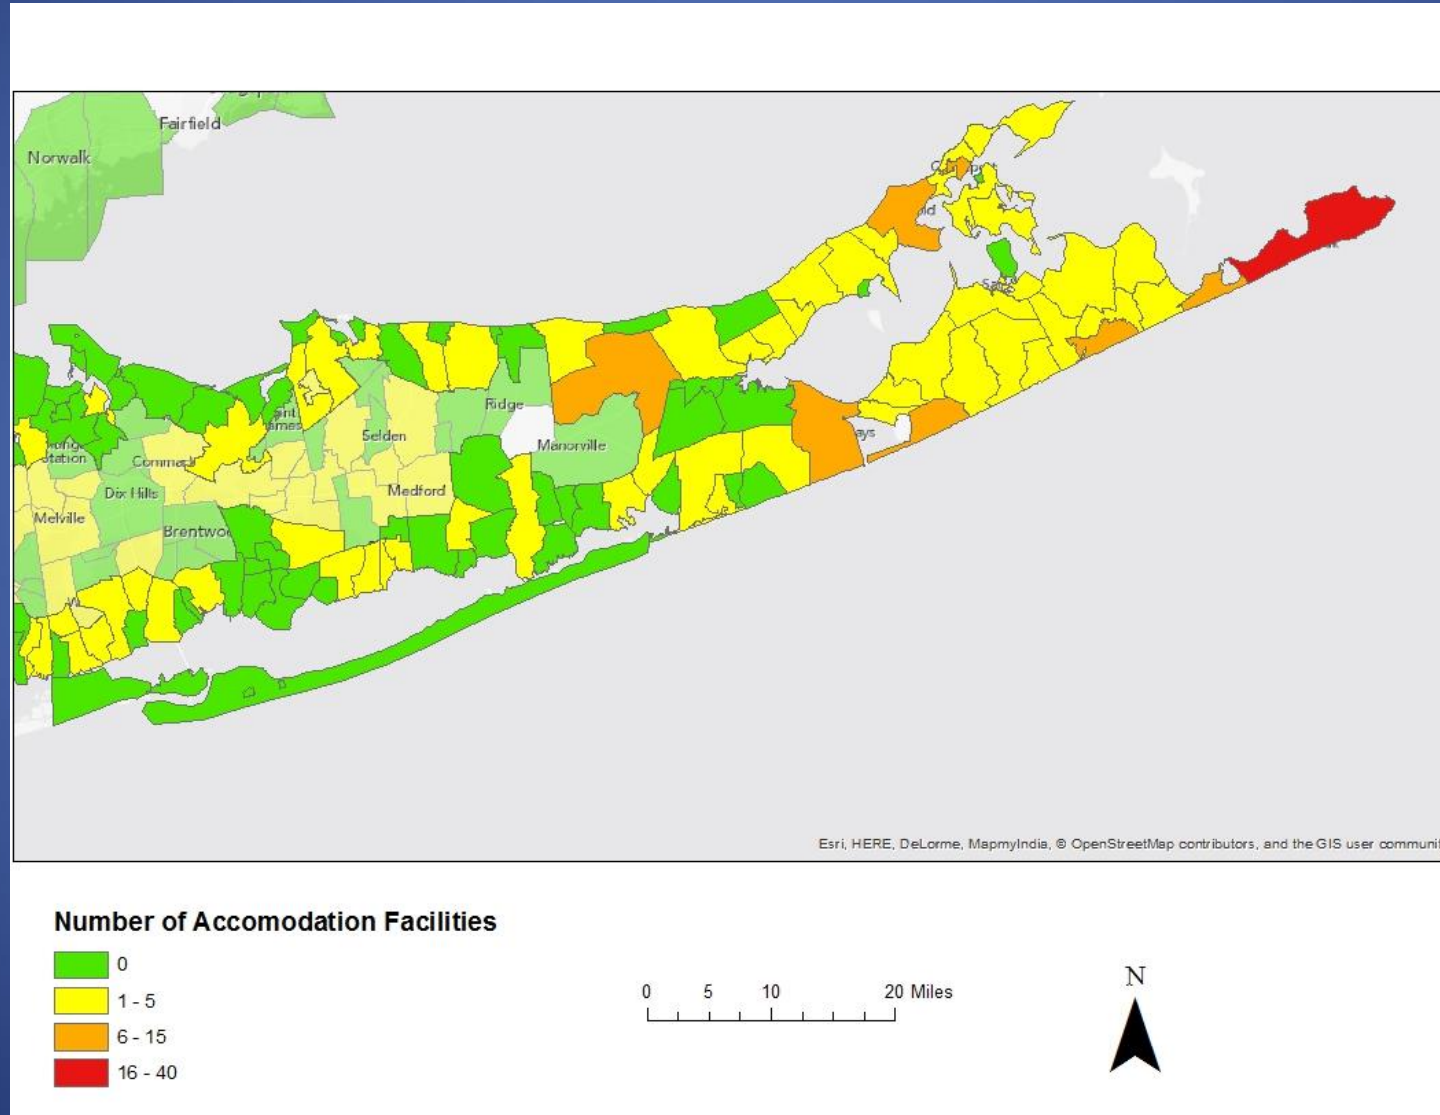 Fairfield
Norwalk
Ridge
Selden
Manorville
Station
Dix Hills
Medford
Melville
Esri, HERE, DeLorme, MapmyIndia, © OpenStreetMap contributors, and the GIS user communi
Number of Accomodation Facilities
0
1 - 5
6 - 15
16 - 40
0 5 10 20 Miles
N